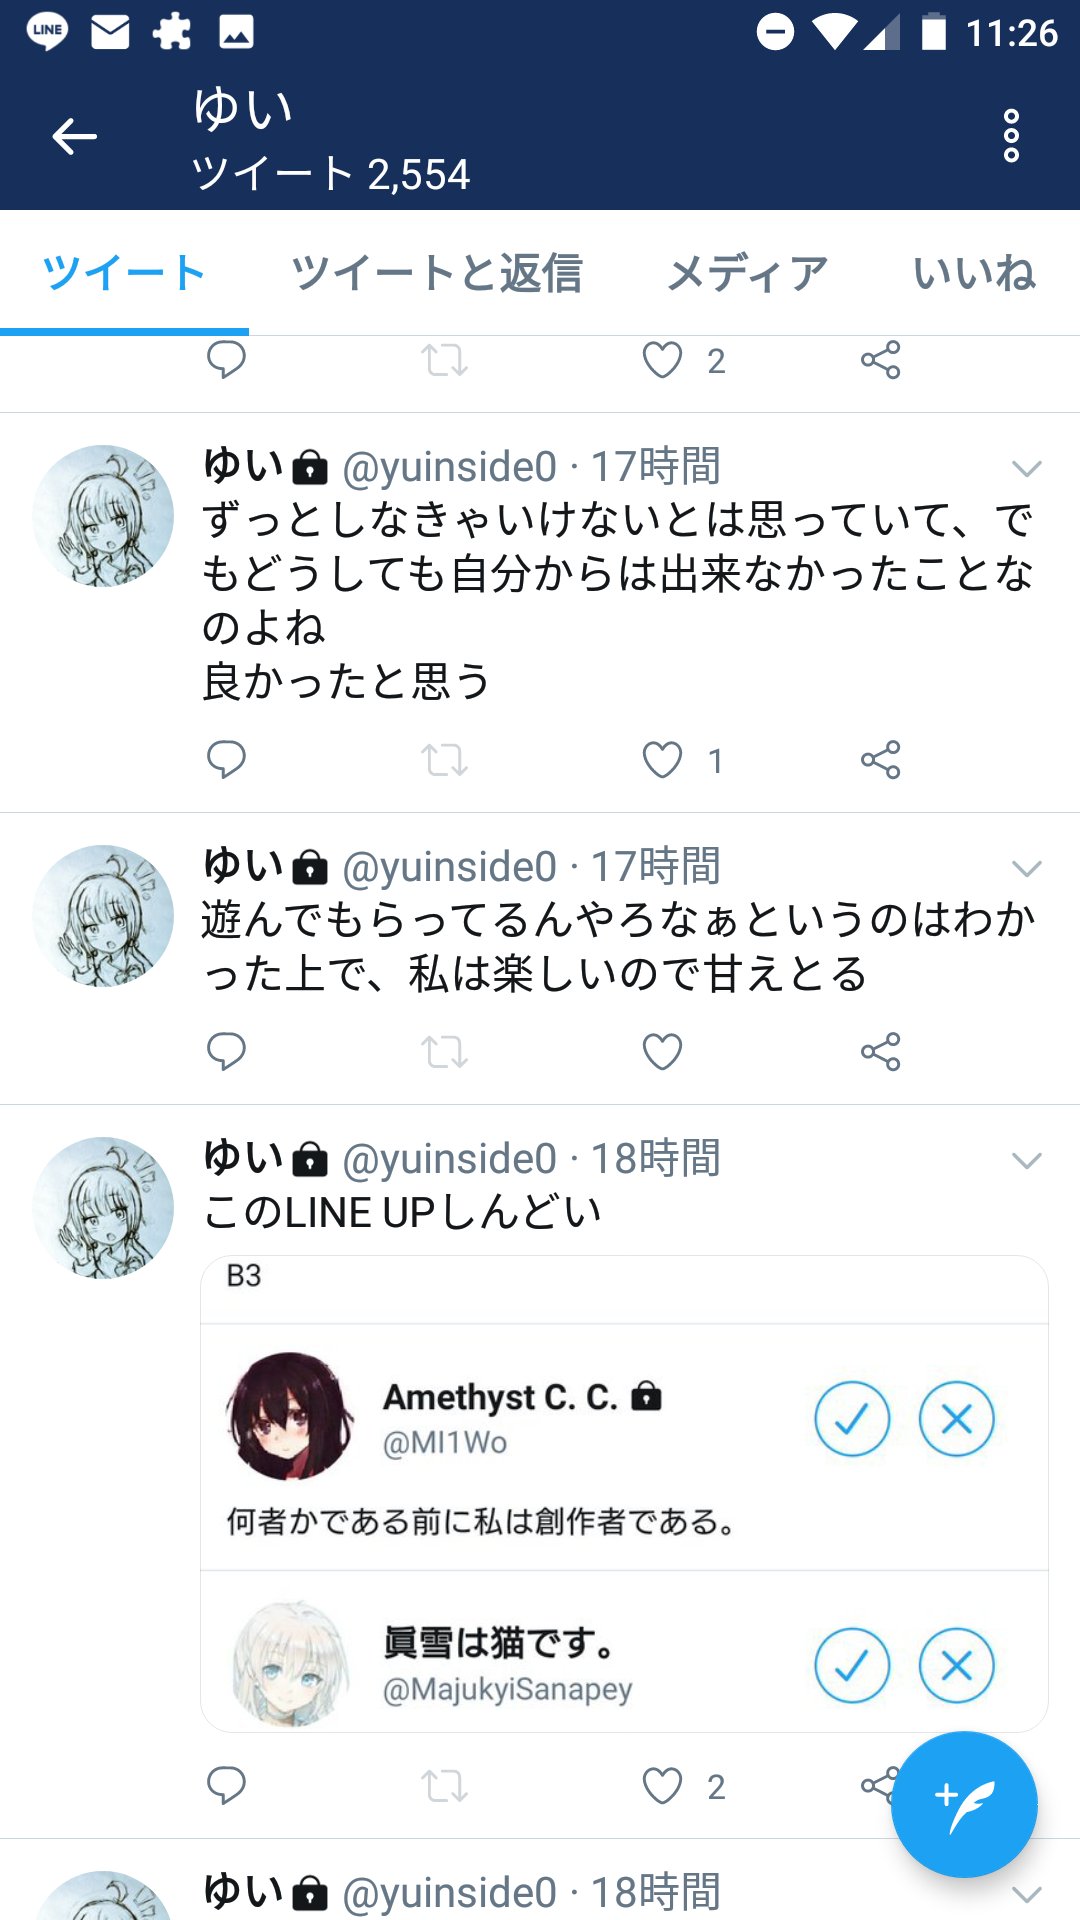 LINE
11:26
ゆい
ツイート 2,554
ツイート ツイートと返信 メディア いいね
2
ゆい @yuinside0 · 17時間
ずっとしなきゃいけないとは思っていて、で
もどうしても自分からは出来なかったことな
のよね
良かったと思う
1
ゆい @yuinside0 · 17時間
遊んでもらってるんやろなぁというのはわか
った上で、私は楽しいので甘えとる
ゆい @yuinside0 · 18時間
このLINE UPしんどい
B3
Amethyst C. C.
@MI1Wo
何者かである前に私は創作者である。
眞雪は猫です。
@MajukyiSanapey
2
ゆい @yuinside0 · 18時間